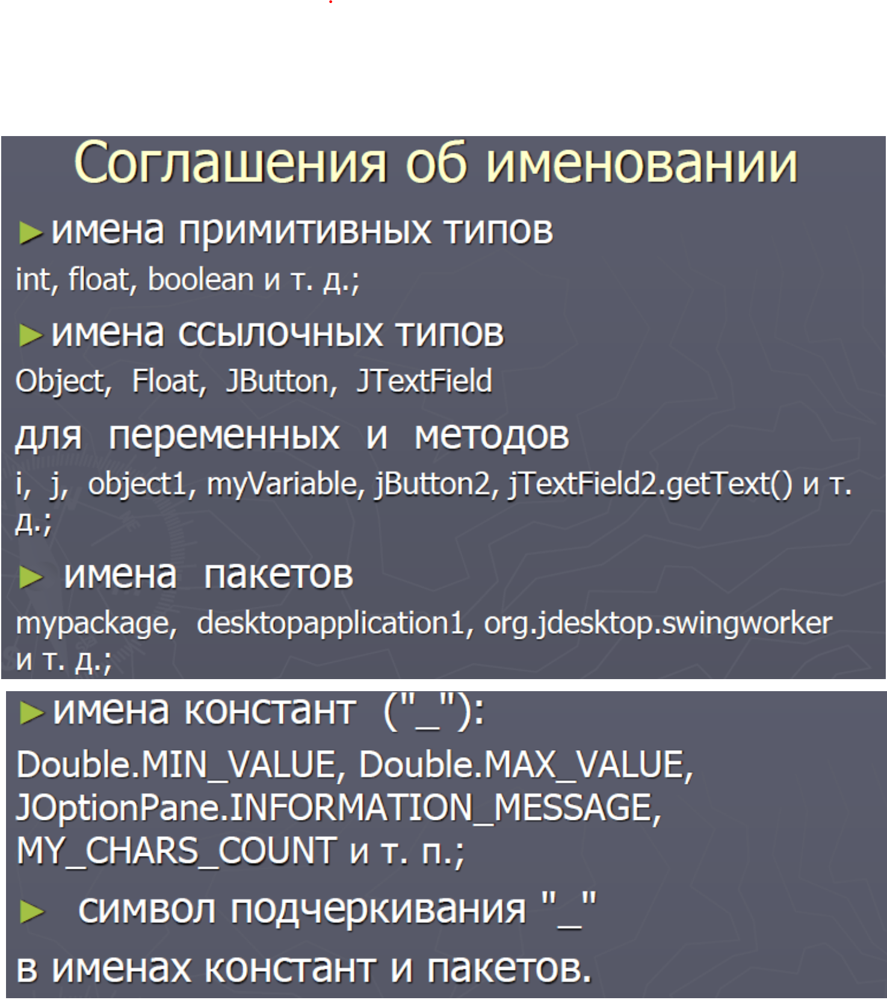 Соглашения об именовании
►имена примитивных типов
int, float, boolean и т. д.;
►имена ссылочных типов
Object, Float, JButton, JTextField
для переменных и методов
i, j, object1, myVariable, jButton2, jTextField2.getText() и т.
д.;
► имена пакетов
mypackage, desktopapplication1, org.jdesktop.swingworker
и т. д.;
►имена констант ("_"):
Double.MIN_VALUE, Double.MAX_VALUE,
JOptionPane.INFORMATION_MESSAGE,
MY_CHARS_COUNT и т. п.;
► символ подчеркивания "_"
в именах констант и пакетов.